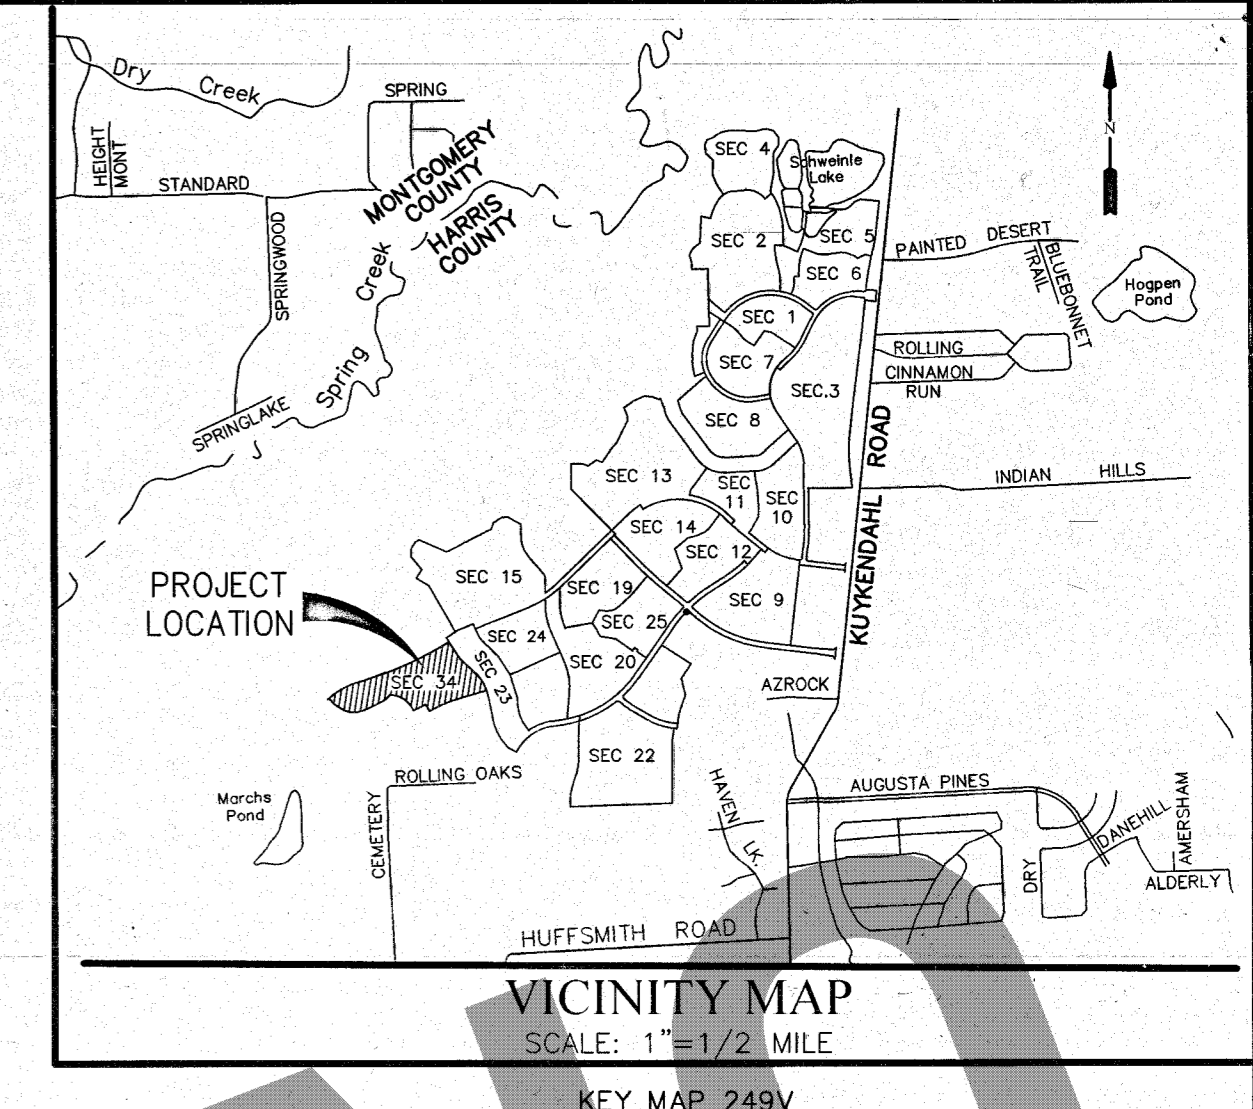 Dry Creek
SPRING
HEIGHT
MONT
STANDARD
MONTGOMERY
COUNTY
HARRIS
COUNTY
SPRINGWOOD
Spring Creek
SPRINGLAKE
SEC 4
Schweinle
Lake
N
SEC 2
SEC 5
SEC 6
PAINTED DESERT
BLUEBONNET
TRAIL
Hogpen
Pond
SEC 1
SEC 7
SEC.3
ROLLING
CINNAMON
RUN
SEC 8
KUYKENDAHL ROAD
INDIAN HILLS
SEC 13
SEC
11
SEC
10
SEC 14
SEC 12
SEC 15
SEC 19
SEC 9
PROJECT
LOCATION
SEC 24
SEC 25
SEC 23
SEC 20
SEC 34
AZROCK
SEC 22
ROLLING OAKS
Marchs
Pond
CEMETERY
HAVEN
LK.
AUGUSTA PINES
DRY
DANEHILL
AMERSHAM
ALDERLY
HUFFSMITH ROAD
VICINITY MAP
SCALE: 1"=1/2 MILE
KEY MAP 249V